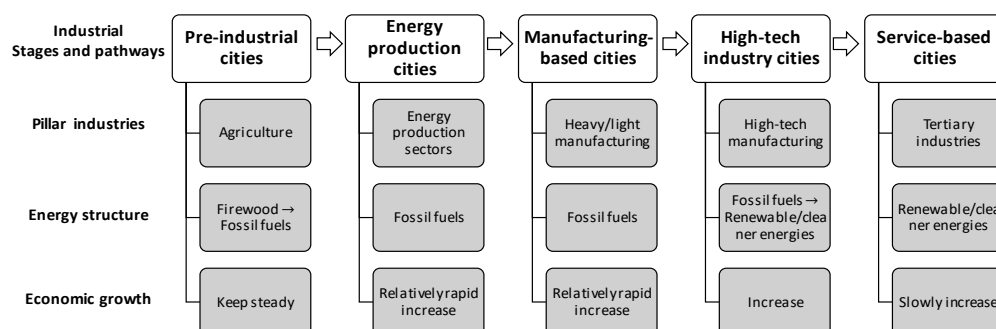 Industrial
Stages and pathways
Pre-industrial
cities
Energy
production
cities
Manufacturing-
based cities
High-tech
industry cities
Service-based
cities
Pillar industries
Agriculture
Energy
production
sectors
Heavy/light
manufacturing
High-tech
manufacturing
Tertiary
industries
Energy structure
Firewood →
Fossil fuels
Fossil fuels
Fossil fuels
Fossil fuels →
Renewable/clea
ner energies
Renewable/clea
ner energies
Economic growth
Keep steady
Relatively rapid
increase
Relatively rapid
increase
Increase
Slowly increase